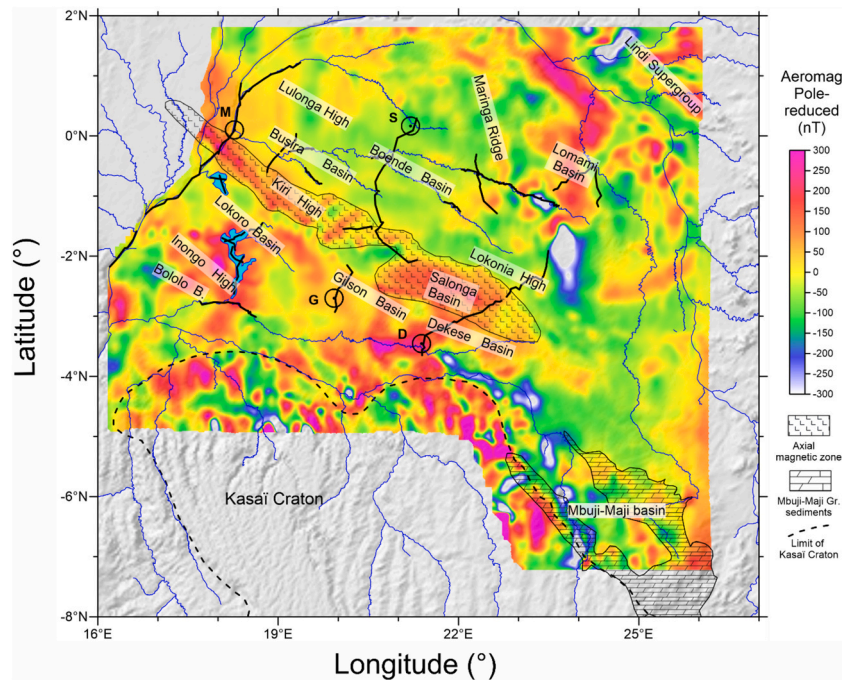 2°N
0°N
-2°N
-4°N
-6°N
-8°N
16°E
19°E
22°E
25°E
Latitude (°)
Longitude (°)
Lindi Supergroup
Lulonga High
Maringa Ridge
M
S
Busira Basin
Boende Basin
Lomami
Basin
Kiri High
Lokoro Basin
Lokonia High
Inongo High
Salonga
Basin
Bololo B.
Gilson Basin
G
D
Dekese Basin
Kasaï Craton
Mbuji-Maji basin
Aeromag
Pole-
reduced
(nT)
300
250
200
150
100
50
0
-50
-100
-150
-200
-250
-300
Axial
magnetic zone
Mbuji-Maji Gr.
sediments
Limit of
Kasaï Craton